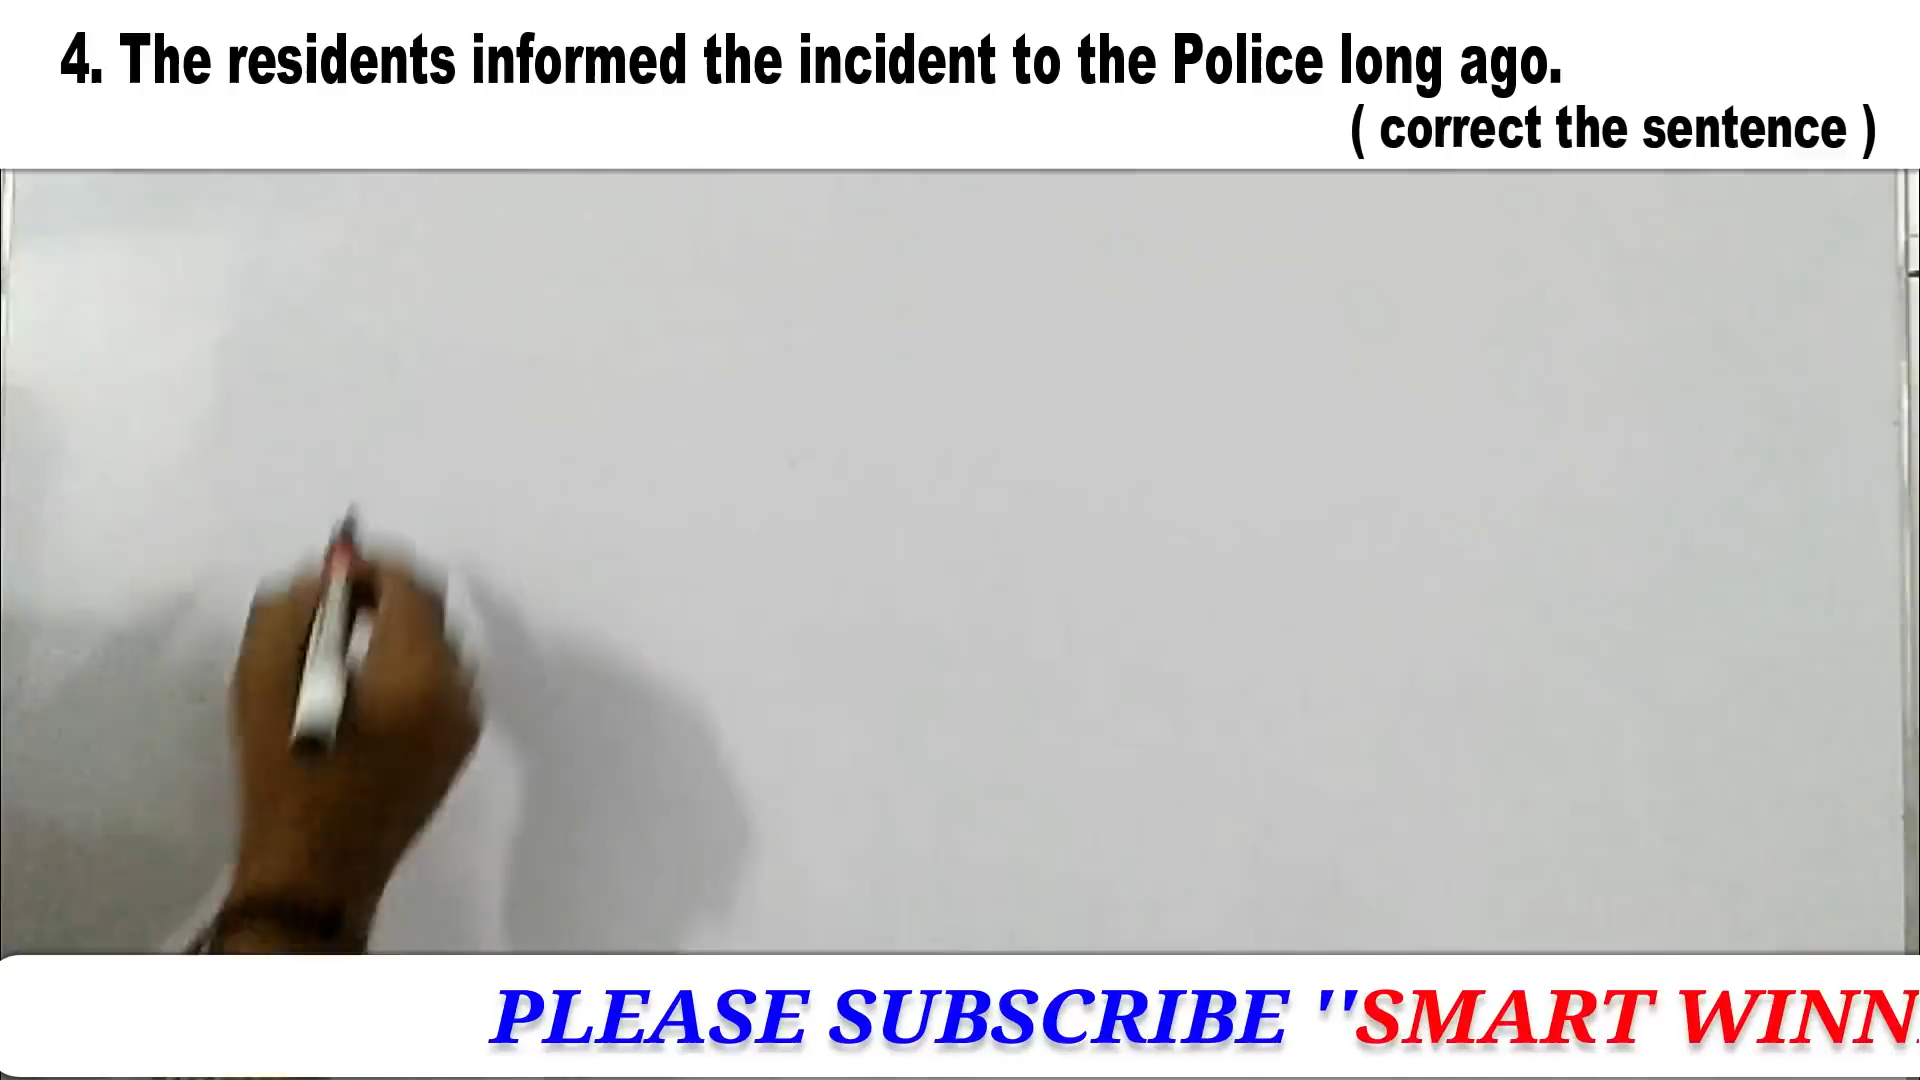 4. The residents informed the incident to the Police long ago.
( correct the sentence )
PLEASE SUBSCRIBE ''SMART WINN